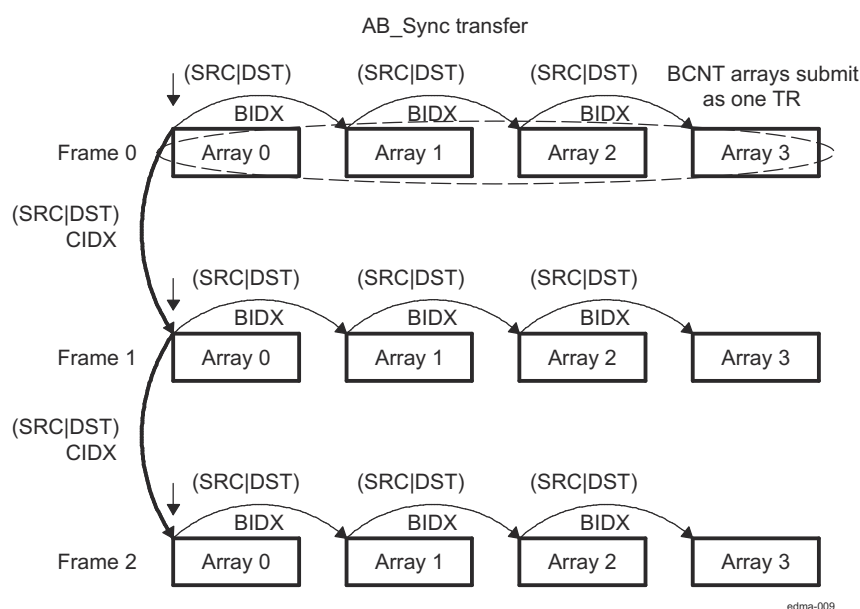 AB_Sync transfer
(SRC|DST) (SRC|DST) (SRC|DST) BCNT arrays submit
as one TR
BIDX BIDX BIDX
Frame 0 Array 0 Array 1 Array 2 Array 3
(SRC|DST)
CIDX
(SRC|DST) (SRC|DST) (SRC|DST)
BIDX BIDX BIDX
Frame 1 Array 0 Array 1 Array 2 Array 3
(SRC|DST)
CIDX
(SRC|DST) (SRC|DST) (SRC|DST)
BIDX BIDX BIDX
Frame 2 Array 0 Array 1 Array 2 Array 3
edma-009